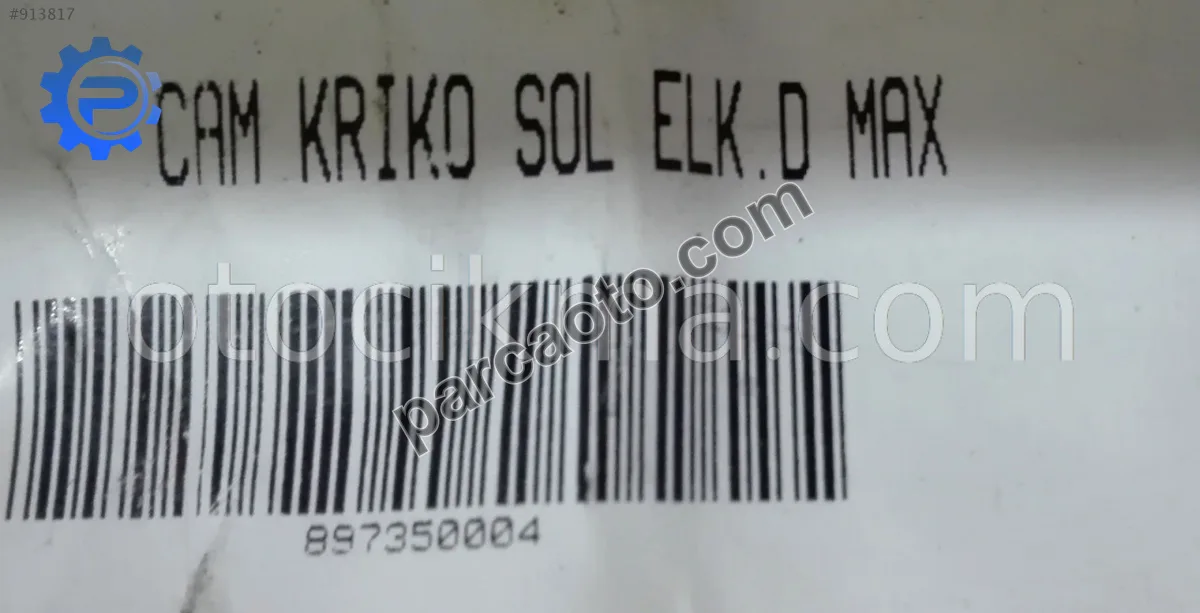 #913817
CAM KRIKO SOL ELK.D MAX
parcaoto.com
otocikma.com
897350004